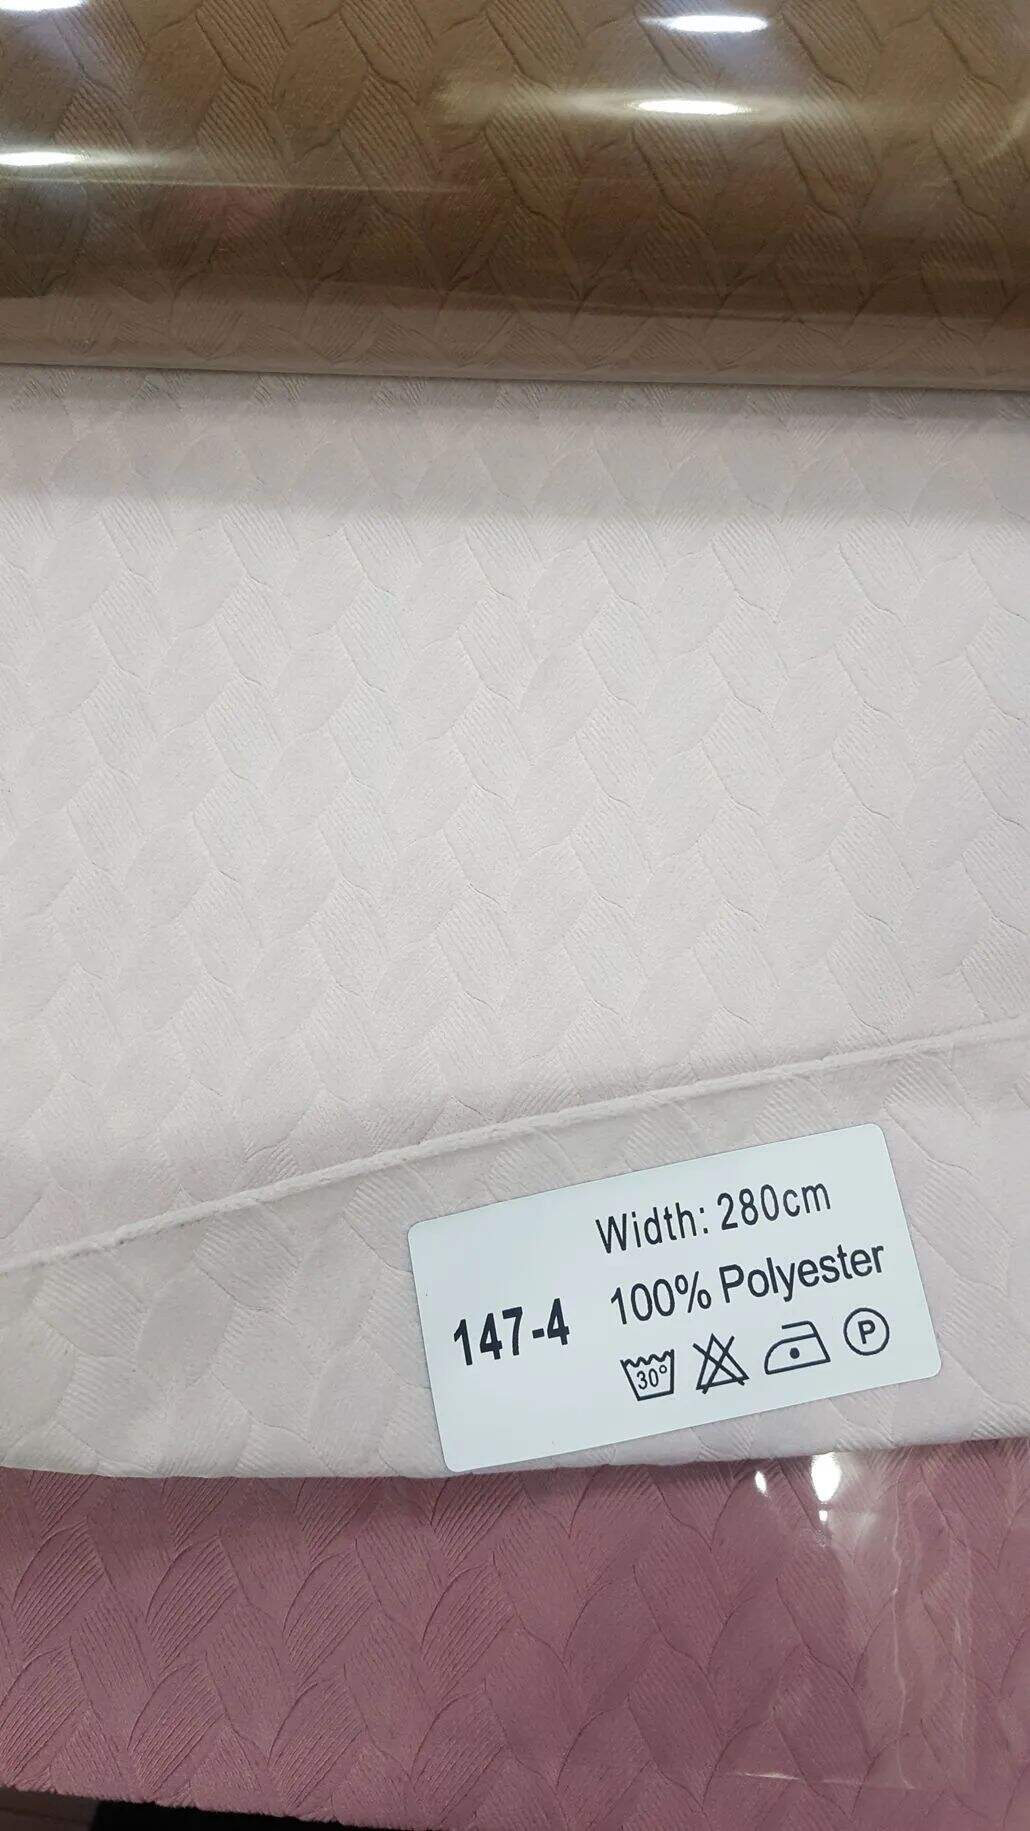 Width: 280cm
100% Polyester
147-4
30°
P